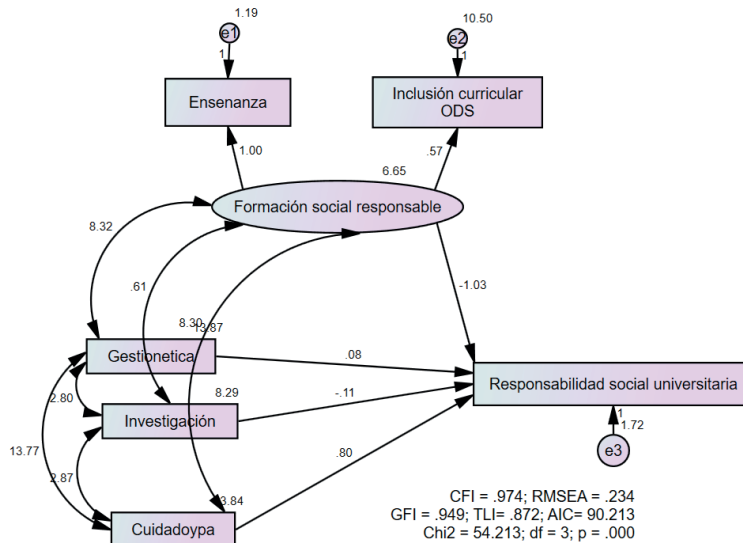 1.19
e1
1
Ensenanza
10.50
e2
1
Inclusión curricular
ODS
1.00
.57
6.65
Formación social responsable
8.32
.61
8.30
13.87
-1.03
Gestionetica
.08
2.80
8.29
Investigación
-.11
Responsabilidad social universitaria
1
1.72
e3
13.77
2.87
.80
3.84
Cuidadoypa
CFI = .974; RMSEA = .234
GFI = .949; TLI= .872; AIC= 90.213
Chi2 = 54.213; df = 3; p = .000